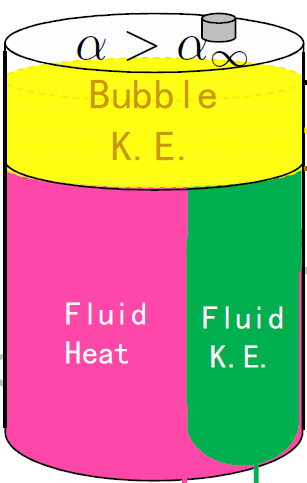 α > α∞
Bubble
K.E.
Fluid
Heat
Fluid
K.E.